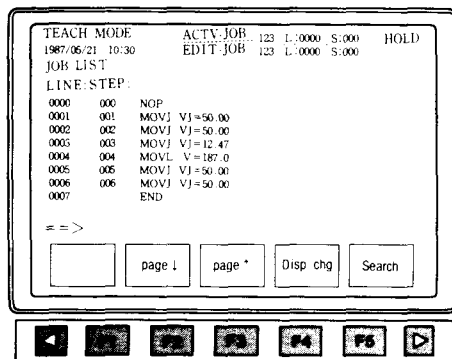 TEACH MODE ACTV-JOB 123 L:0000 S:000 HOLD
1987/06/21 10:30 EDIT-JOB 123 L:0000 S:000
JOB LIST
LINE:STEP:
0000 000 NOP
0001 001 MOVJ VJ=50.00
0002 002 MOVJ VJ=50.00
0003 003 MOVJ VJ=12.47
0004 004 MOVL V=187.0
0005 005 MOVJ VJ=50.00
0006 006 MOVJ VJ=50.00
0007 END
==>
page ↓ page ↑ Disp chg Search
F1 F2 F3 F4 F5